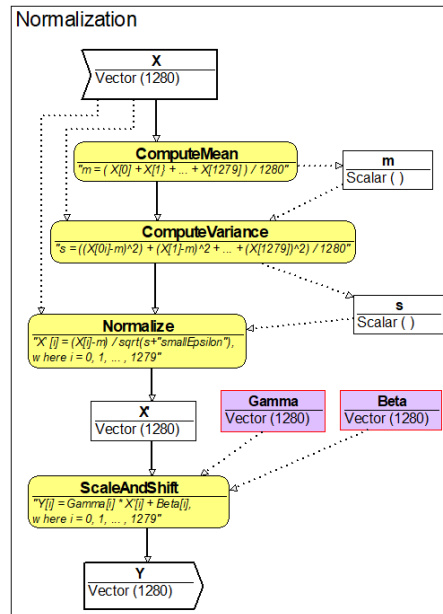 Normalization
X
Vector (1280)
ComputeMean
"m = ( X[0] +X[1} + ... + X[1279] ) / 1280"
m
Scalar ( )
ComputeVariance
"s = ((X[0i]-m)^2) + (X[1]-m)^2 + ... + (X[1279])^2) / 1280"
s
Scalar ( )
Normalize
"X' [i] = (X[i]-m) / sqrt(s+"smallEpsilon"),
w here i = 0, 1, ... , 1279"
X'
Vector (1280)
Gamma
Vector (1280)
Beta
Vector (1280)
ScaleAndShift
"Y[i] = Gamma[i] * X'[i] + Beta[i],
w here i = 0, 1, ... , 1279"
Y
Vector (1280)